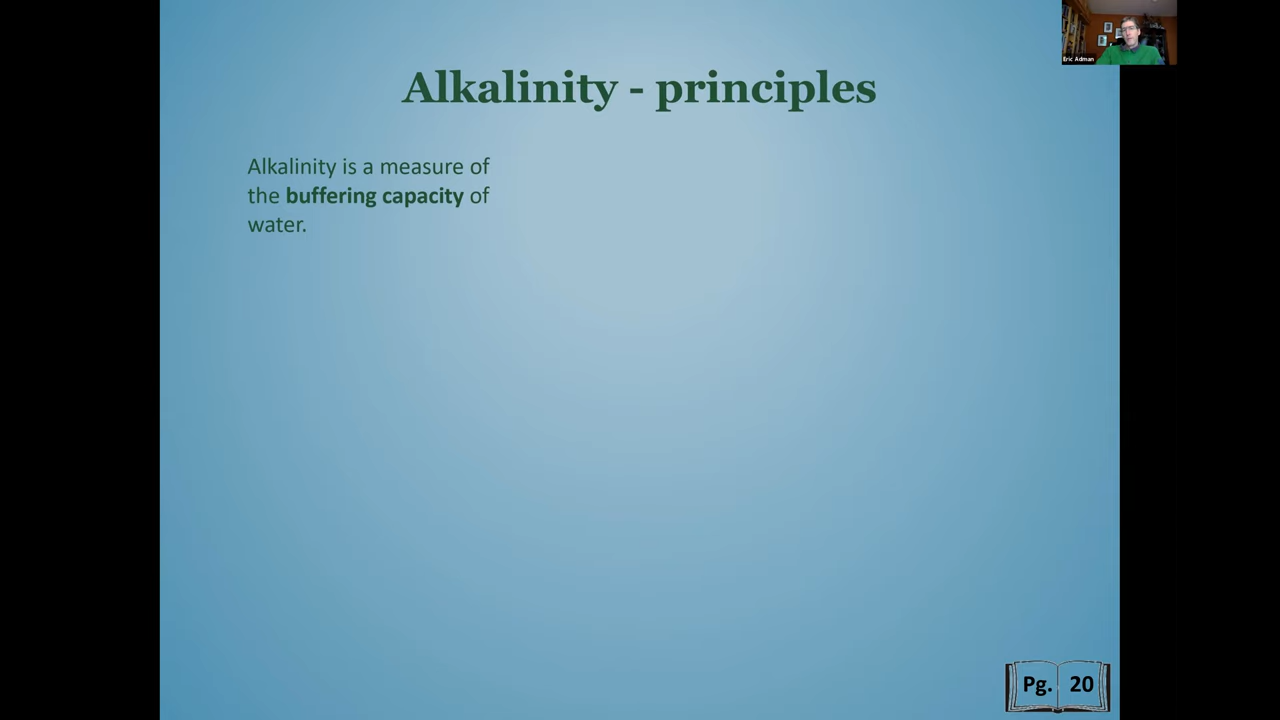 Eric Adman
Alkalinity - principles
Alkalinity is a measure of
the buffering capacity of
water.
Pg. 20